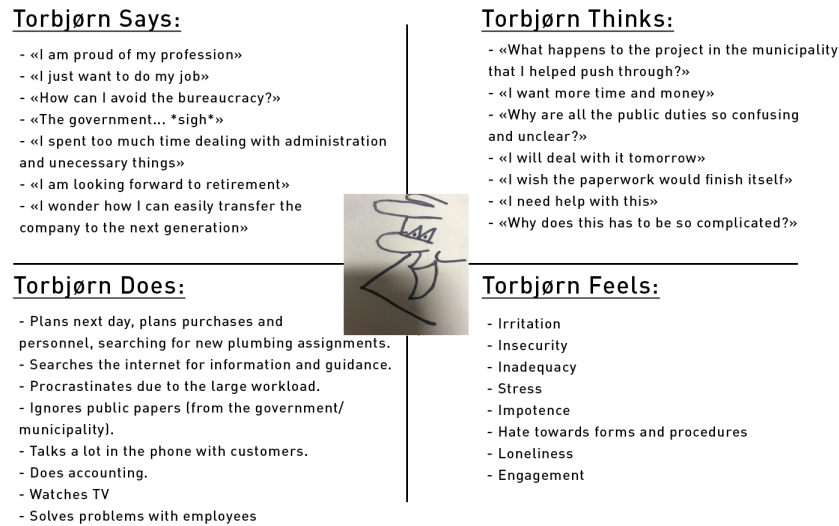 Torbjørn Says:
- «I am proud of my profession»
- «I just want to do my job»
- «How can I avoid the bureaucracy?»
- «The government... *sigh*»
- «I spent too much time dealing with administration
and unecessary things»
- «I am looking forward to retirement»
- «I wonder how I can easily transfer the
company to the next generation»
Torbjørn Thinks:
- «What happens to the project in the municipality
that I helped push through?»
- «I want more time and money»
- «Why are all the public duties so confusing
and unclear?»
- «I will deal with it tomorrow»
- «I wish the paperwork would finish itself»
- «I need help with this»
- «Why does this has to be so complicated?»
Torbjørn Does:
- Plans next day, plans purchases and
personnel, searching for new plumbing assignments.
- Searches the internet for information and guidance.
- Procrastinates due to the large workload.
- Ignores public papers (from the government/
municipality).
- Talks a lot in the phone with customers.
- Does accounting.
- Watches TV
- Solves problems with employees
Torbjørn Feels:
- Irritation
- Insecurity
- Inadequacy
- Stress
- Impotence
- Hate towards forms and procedures
- Loneliness
- Engagement